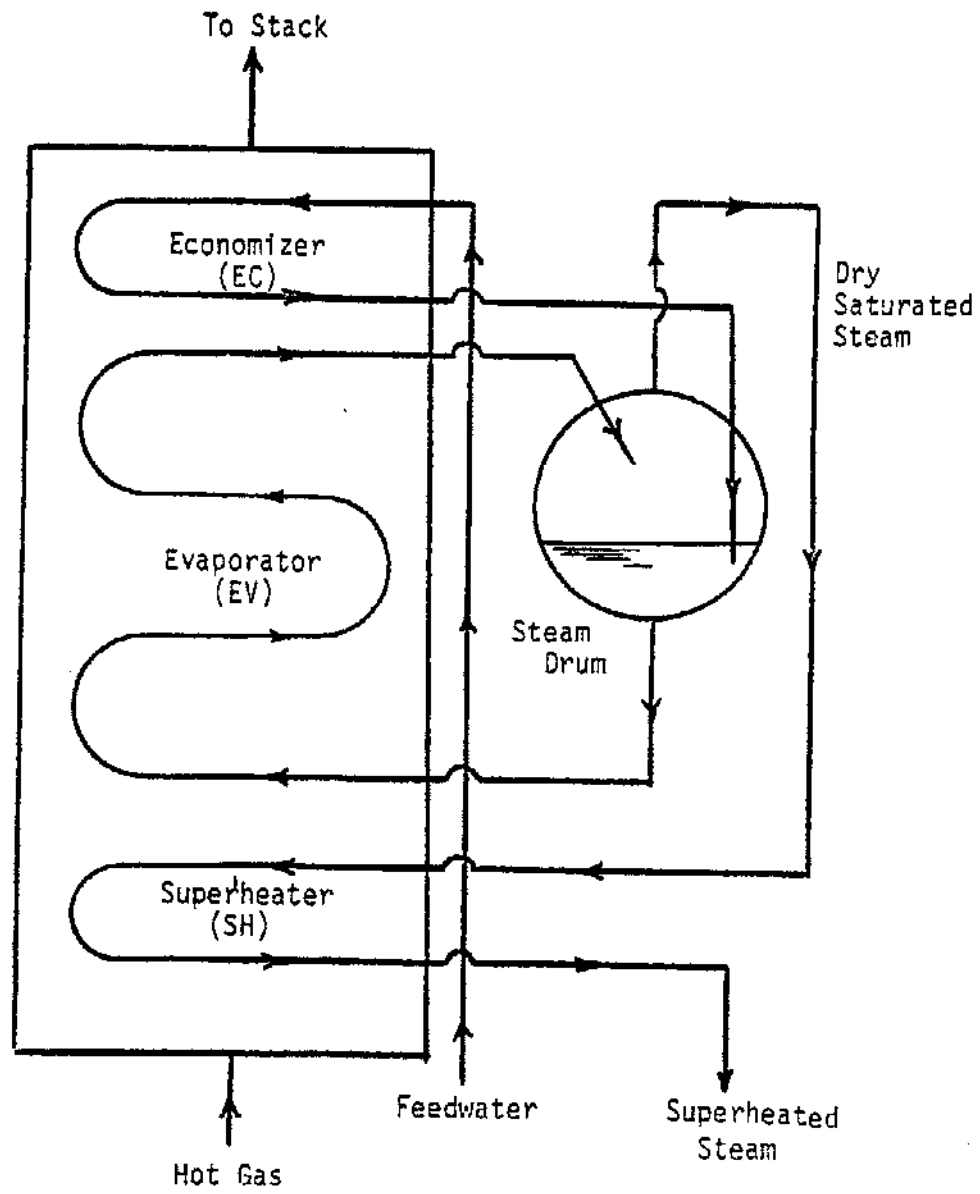 To Stack
Economizer
(EC)
Dry
Saturated
Steam
Evaporator
(EV)
Steam
Drum
Superheater
(SH)
Feedwater
Superheated
Steam
Hot Gas